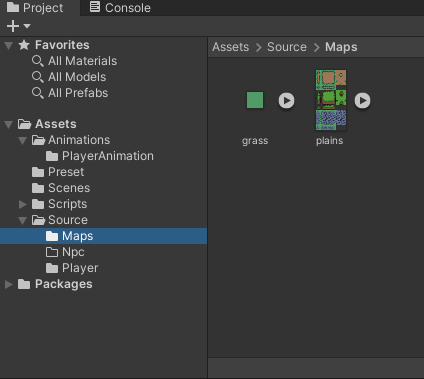 Project
Console
Favorites
All Materials
All Models
All Prefabs
Assets
Animations
PlayerAnimation
Preset
Scenes
Scripts
Source
Maps
Npc
Player
Packages
Assets > Source > Maps
grass
plains